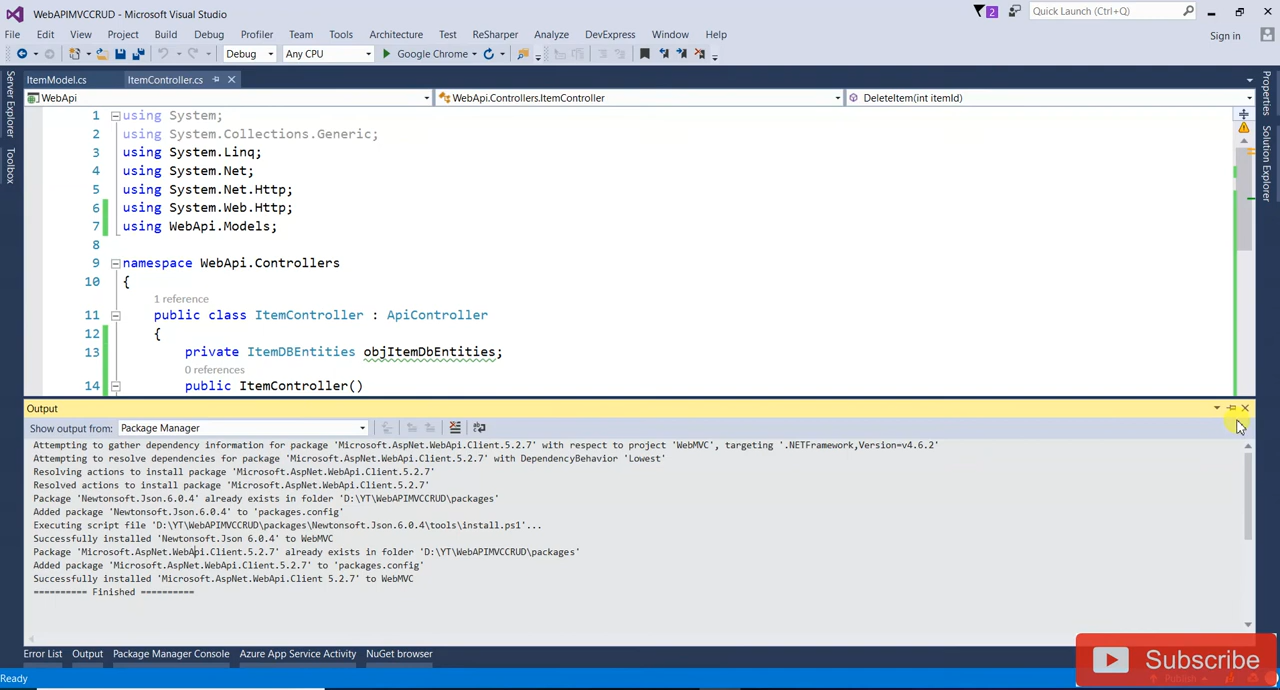 WebAPIMVCCRUD - Microsoft Visual Studio
2
Quick Launch (Ctrl+Q)
File Edit View Project Build Debug Profiler Team Tools Architecture Test ReSharper Analyze DevExpress Window Help
Sign in
Debug Any CPU Google Chrome
ItemModel.cs ItemController.cs
WebApi WebApi.Controllers.ItemController DeleteItem(int itemId)
Server Explorer
Toolbox
Properties
Solution Explorer
1 using System;
2 using System.Collections.Generic;
3 using System.Linq;
4 using System.Net;
5 using System.Net.Http;
6 using System.Web.Http;
7 using WebApi.Models;
8
9 namespace WebApi.Controllers
10 {
1 reference
11 public class ItemController : ApiController
12 {
13 private ItemDBEntities objItemDbEntities;
0 references
14 public ItemController()
Output
Show output from: Package Manager
Attempting to gather dependency information for package 'Microsoft.AspNet.WebApi.Client.5.2.7' with respect to project 'WebMVC', targeting '.NETFramework,Version=v4.6.2'
Attempting to resolve dependencies for package 'Microsoft.AspNet.WebApi.Client.5.2.7' with DependencyBehavior 'Lowest'
Resolving actions to install package 'Microsoft.AspNet.WebApi.Client.5.2.7'
Resolved actions to install package 'Microsoft.AspNet.WebApi.Client.5.2.7'
Package 'Newtonsoft.Json.6.0.4' already exists in folder 'D:\YT\WebAPIMVCCRUD\packages'
Added package 'Newtonsoft.Json.6.0.4' to 'packages.config'
Executing script file 'D:\YT\WebAPIMVCCRUD\packages\Newtonsoft.Json.6.0.4\tools\install.ps1'...
Successfully installed 'Newtonsoft.Json 6.0.4' to WebMVC
Package 'Microsoft.AspNet.WebApi.Client.5.2.7' already exists in folder 'D:\YT\WebAPIMVCCRUD\packages'
Added package 'Microsoft.AspNet.WebApi.Client.5.2.7' to 'packages.config'
Successfully installed 'Microsoft.AspNet.WebApi.Client 5.2.7' to WebMVC
========== Finished ==========
Error List Output Package Manager Console Azure App Service Activity NuGet browser
Subscribe
Ready
Publish